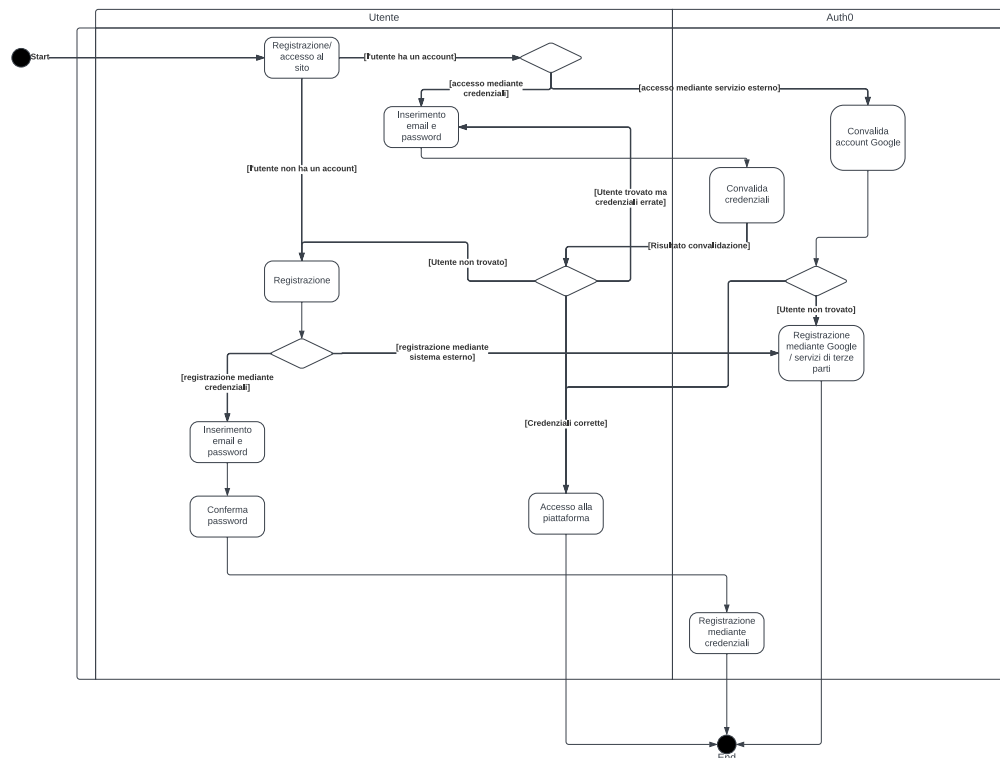 Utente
Auth0
Start
Registrazione/
accesso al
sito
[l'utente ha un account]
[accesso mediante
credenziali]
[accesso mediante servizio esterno]
Inserimento
email e
password
Convalida
account Google
[l'utente non ha un account]
Convalida
credenziali
[Utente trovato ma
credenziali errate]
[Risultato convalidazione]
[Utente non trovato]
Registrazione
[Utente non trovato]
Registrazione
mediante Google
/ servizi di terze
parti
[registrazione mediante
sistema esterno]
[registrazione mediante
credenziali]
[Credenziali corrette]
Inserimento
email e
password
Conferma
password
Accesso alla
piattaforma
Registrazione
mediante
credenziali
End